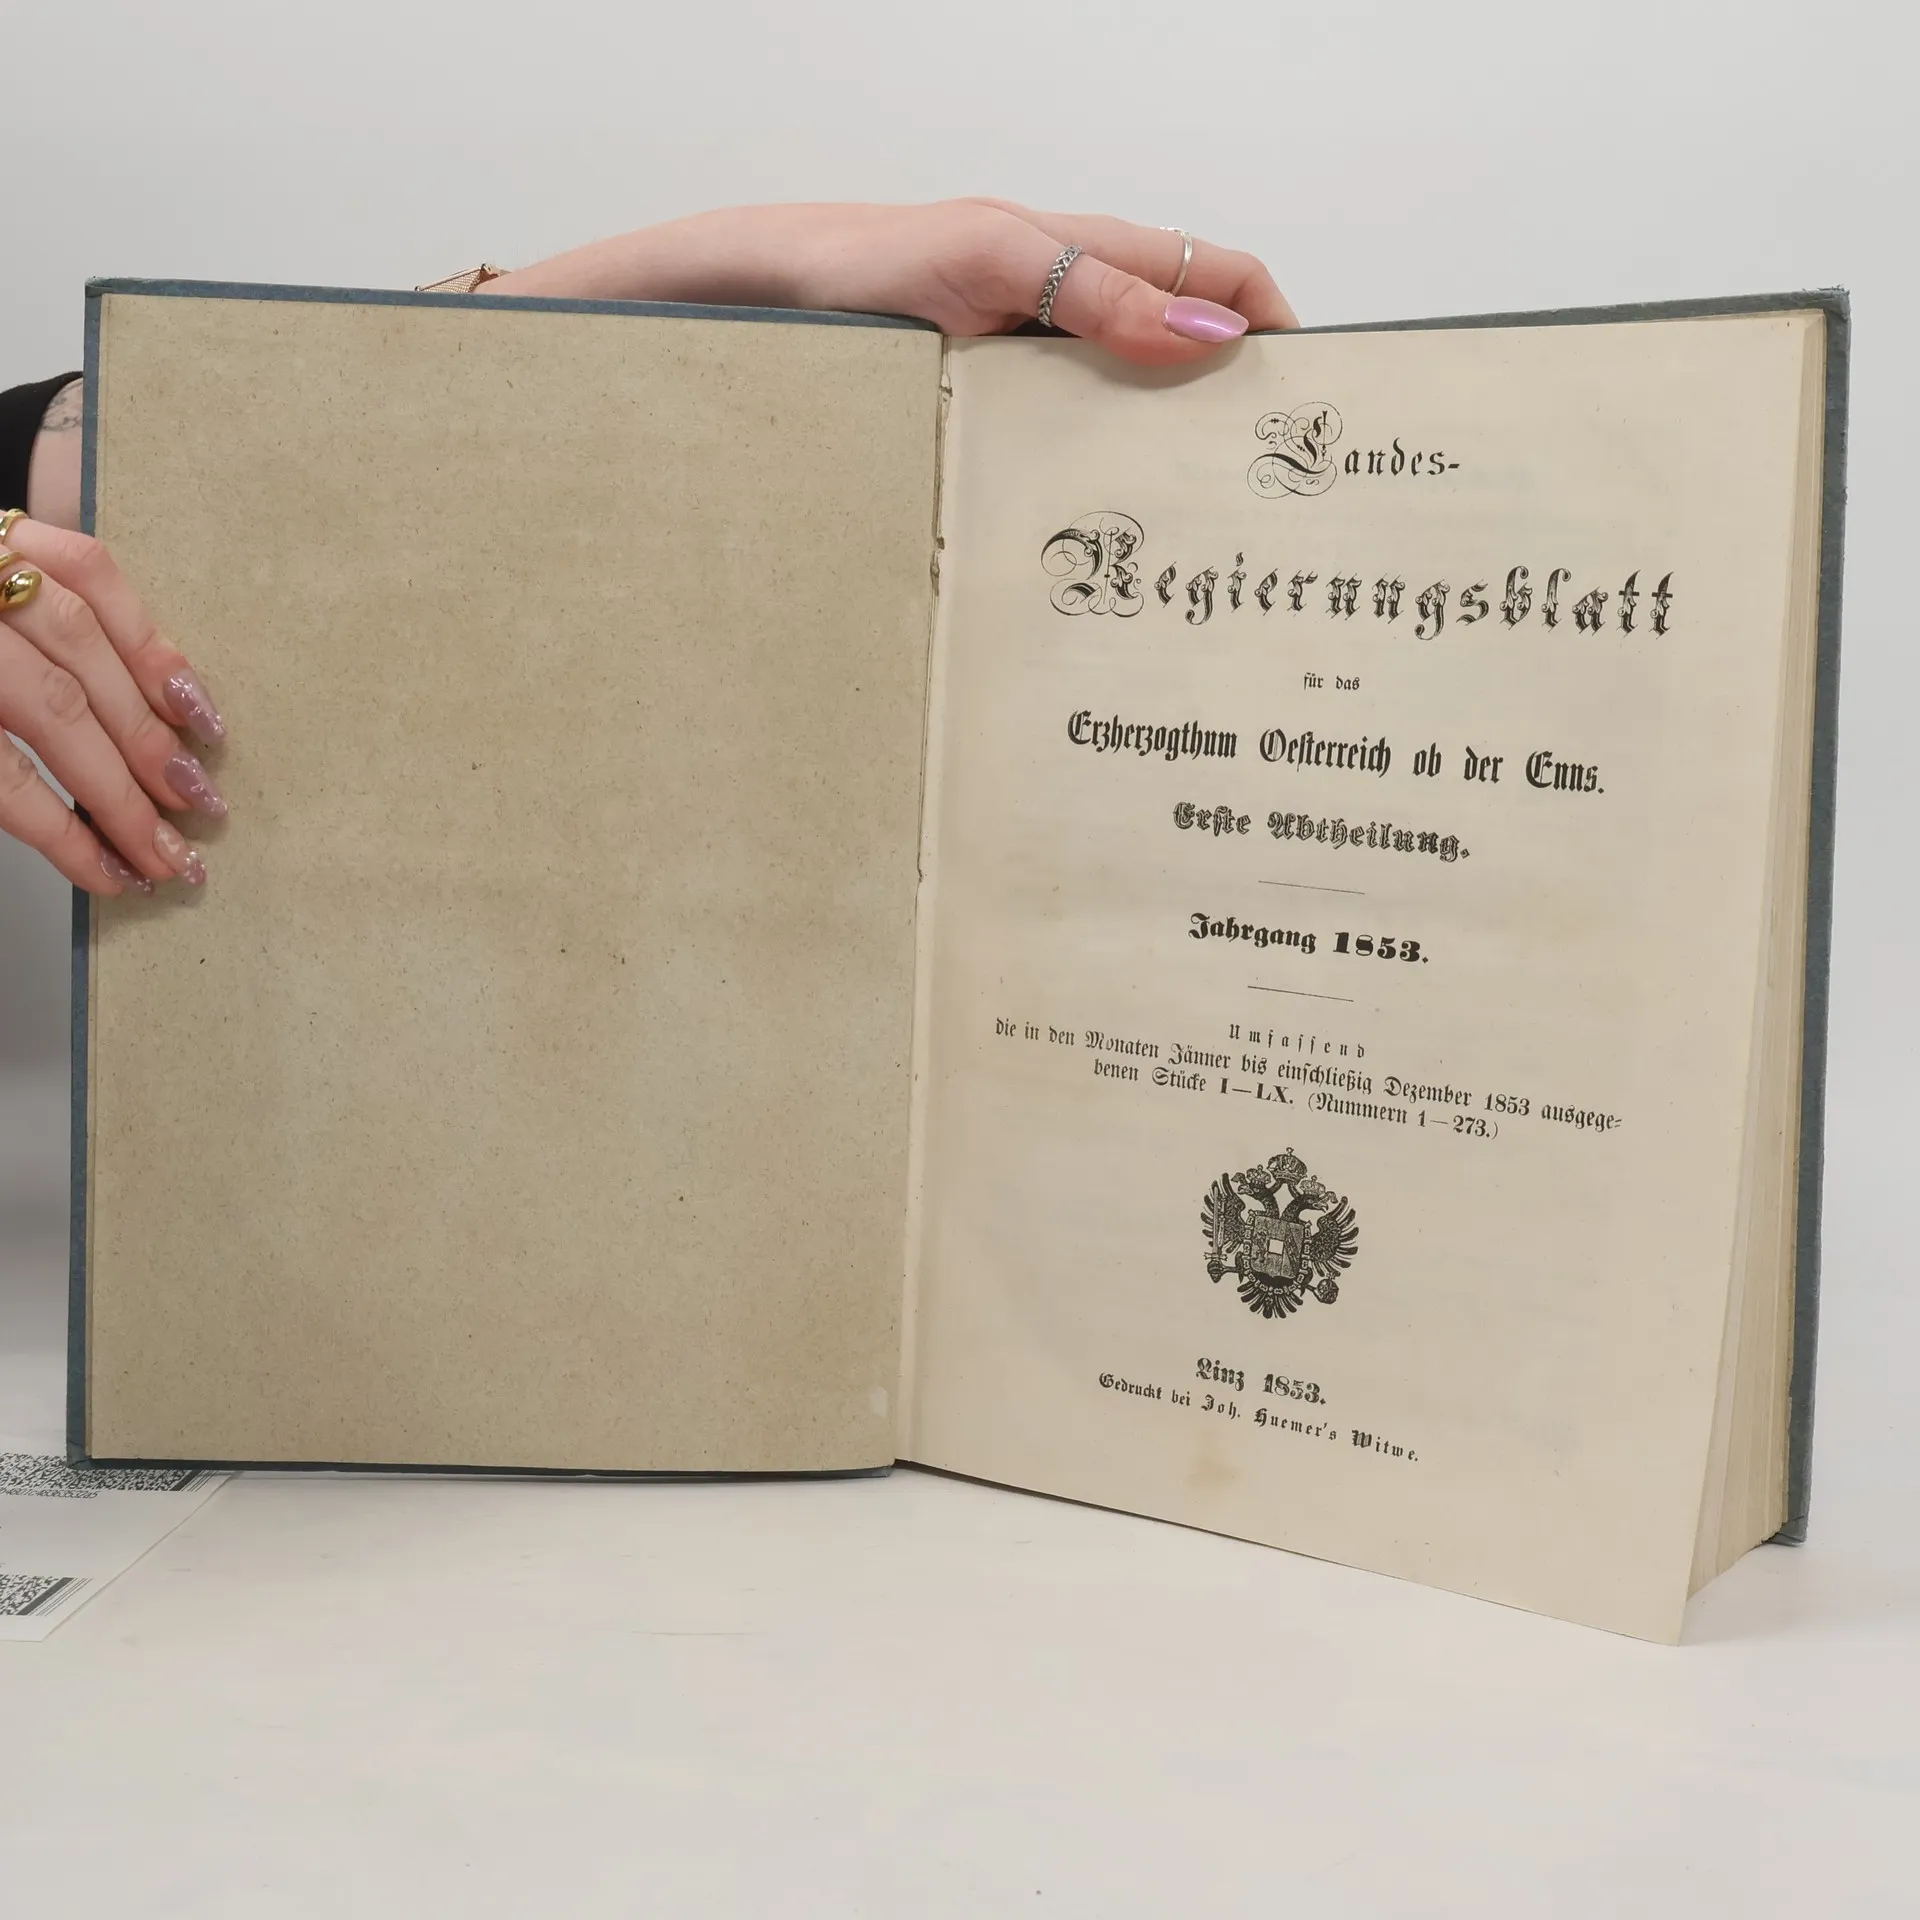 Landes-
Regierungsblatt
für das
Erzherzogthum Oesterreich ob der Enns.
Erste Abtheilung.
Jahrgang 1853.
Umfassend
die in den Monaten Jänner bis einschließig Dezember 1853 ausgege-
benen Stücke I—LX. (Nummern 1—273.)
Linz 1853.
Gedruckt bei Joh. Huemer's Witwe.